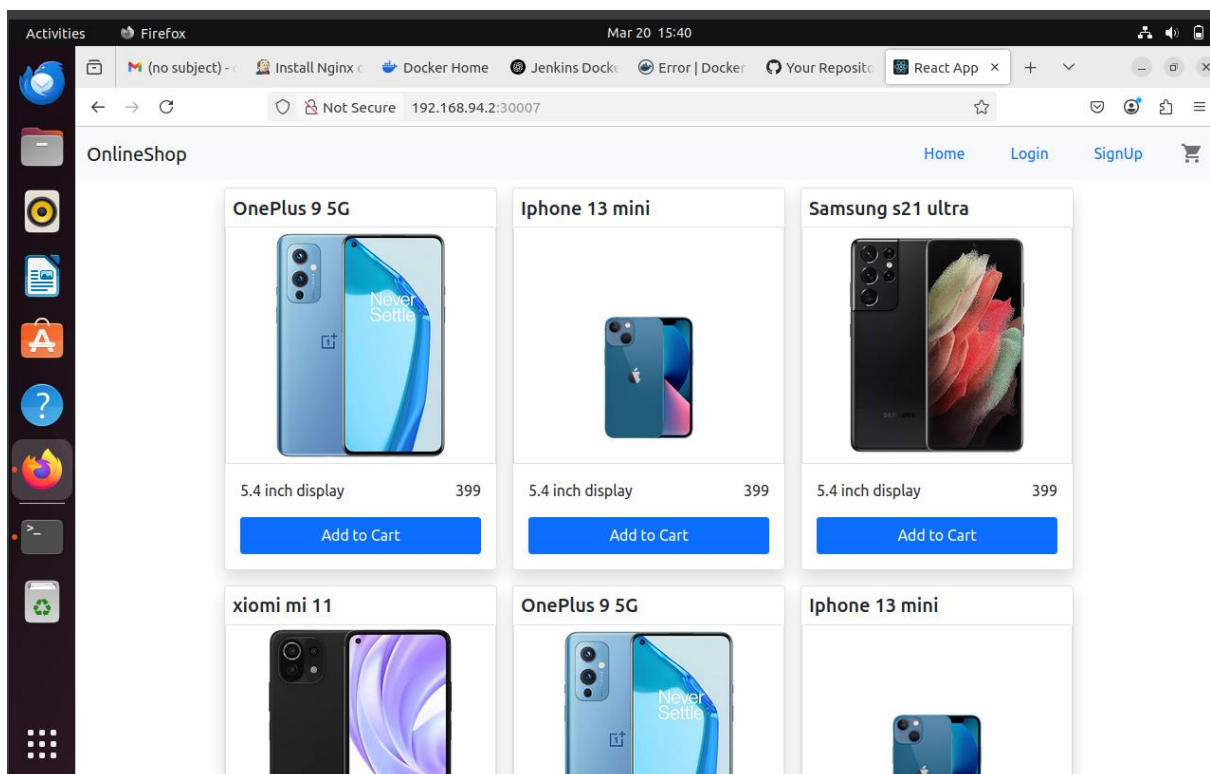 Activities Firefox Mar 20 15:40
(no subject) - Install Nginx Docker Home Jenkins Docke Error | Docker Your Reposito React App
Not Secure 192.168.94.2:30007
OnlineShop Home Login SignUp
OnePlus 9 5G Iphone 13 mini Samsung s21 ultra
Never
Settle
5.4 inch display 399 5.4 inch display 399 5.4 inch display 399
Add to Cart Add to Cart Add to Cart
xiomi mi 11 OnePlus 9 5G Iphone 13 mini
Never
Settle